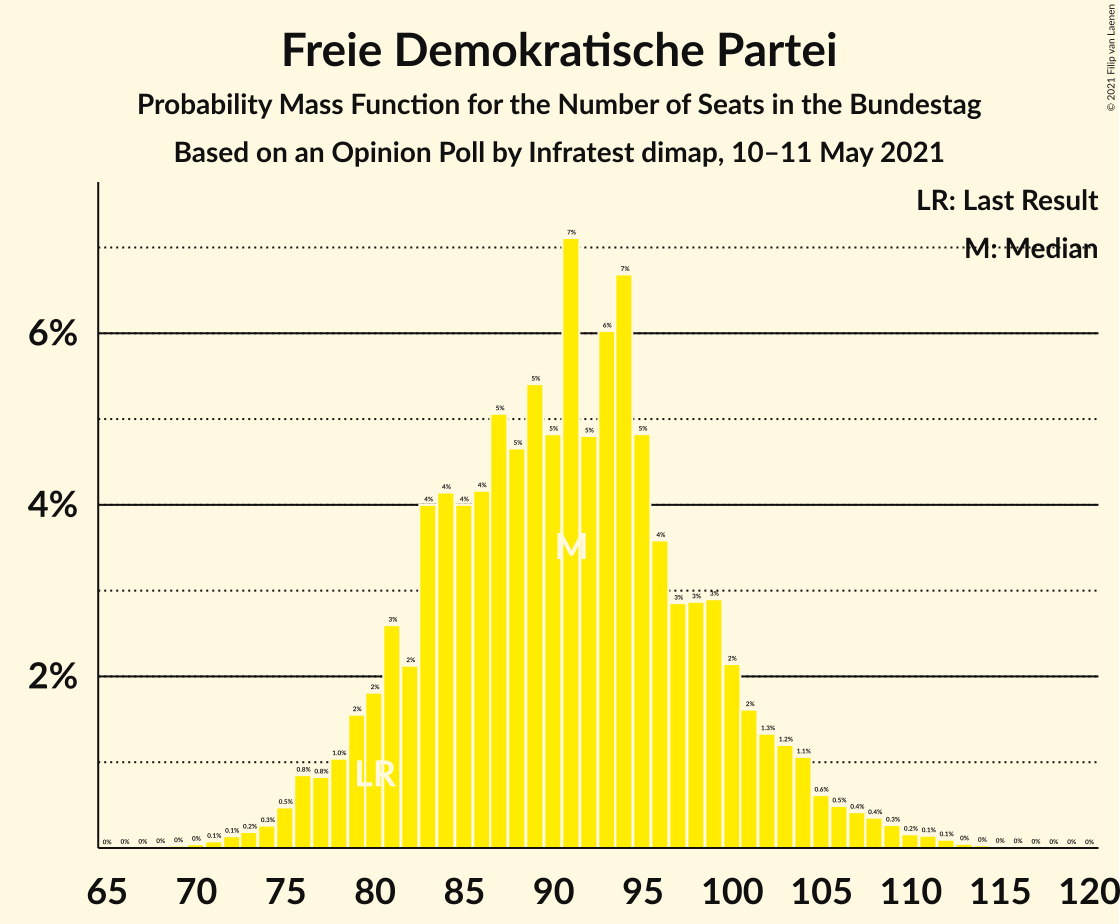 Freie Demokratische Partei
Probability Mass Function for the Number of Seats in the Bundestag
Based on an Opinion Poll by Infratest dimap, 10–11 May 2021
© 2021 Filip van Laenen
LR: Last Result
M: Median
6%
4%
2%
0% 0% 0% 0% 0% 0% 0.1% 0.1% 0.2% 0.3% 0.5% 0.8% 0.8% 1.0% 2% 2% 3% 2% 4% 4% 4% 4% 5% 5% 5% 5% 7% 5% 6% 7% 5% 4% 3% 3% 3% 2% 2% 1.3% 1.2% 1.1% 0.6% 0.5% 0.4% 0.4% 0.3% 0.2% 0.1% 0.1% 0% 0% 0% 0% 0% 0% 0% 0%
M
LR
65 70 75 80 85 90 95 100 105 110 115 120